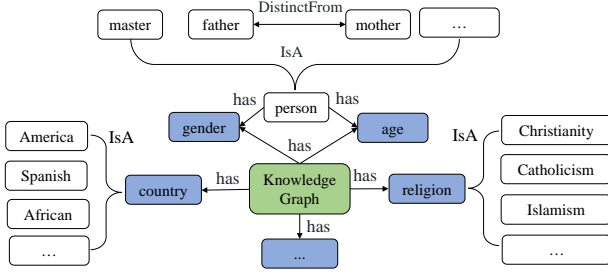 DistinctFrom
master
father
mother
...
IsA
has
person
has
gender
has
age
America
IsA
Spanish
country
has
Knowledge
Graph
has
religion
IsA
Christianity
Catholicism
African
Islamism
...
has
...
...